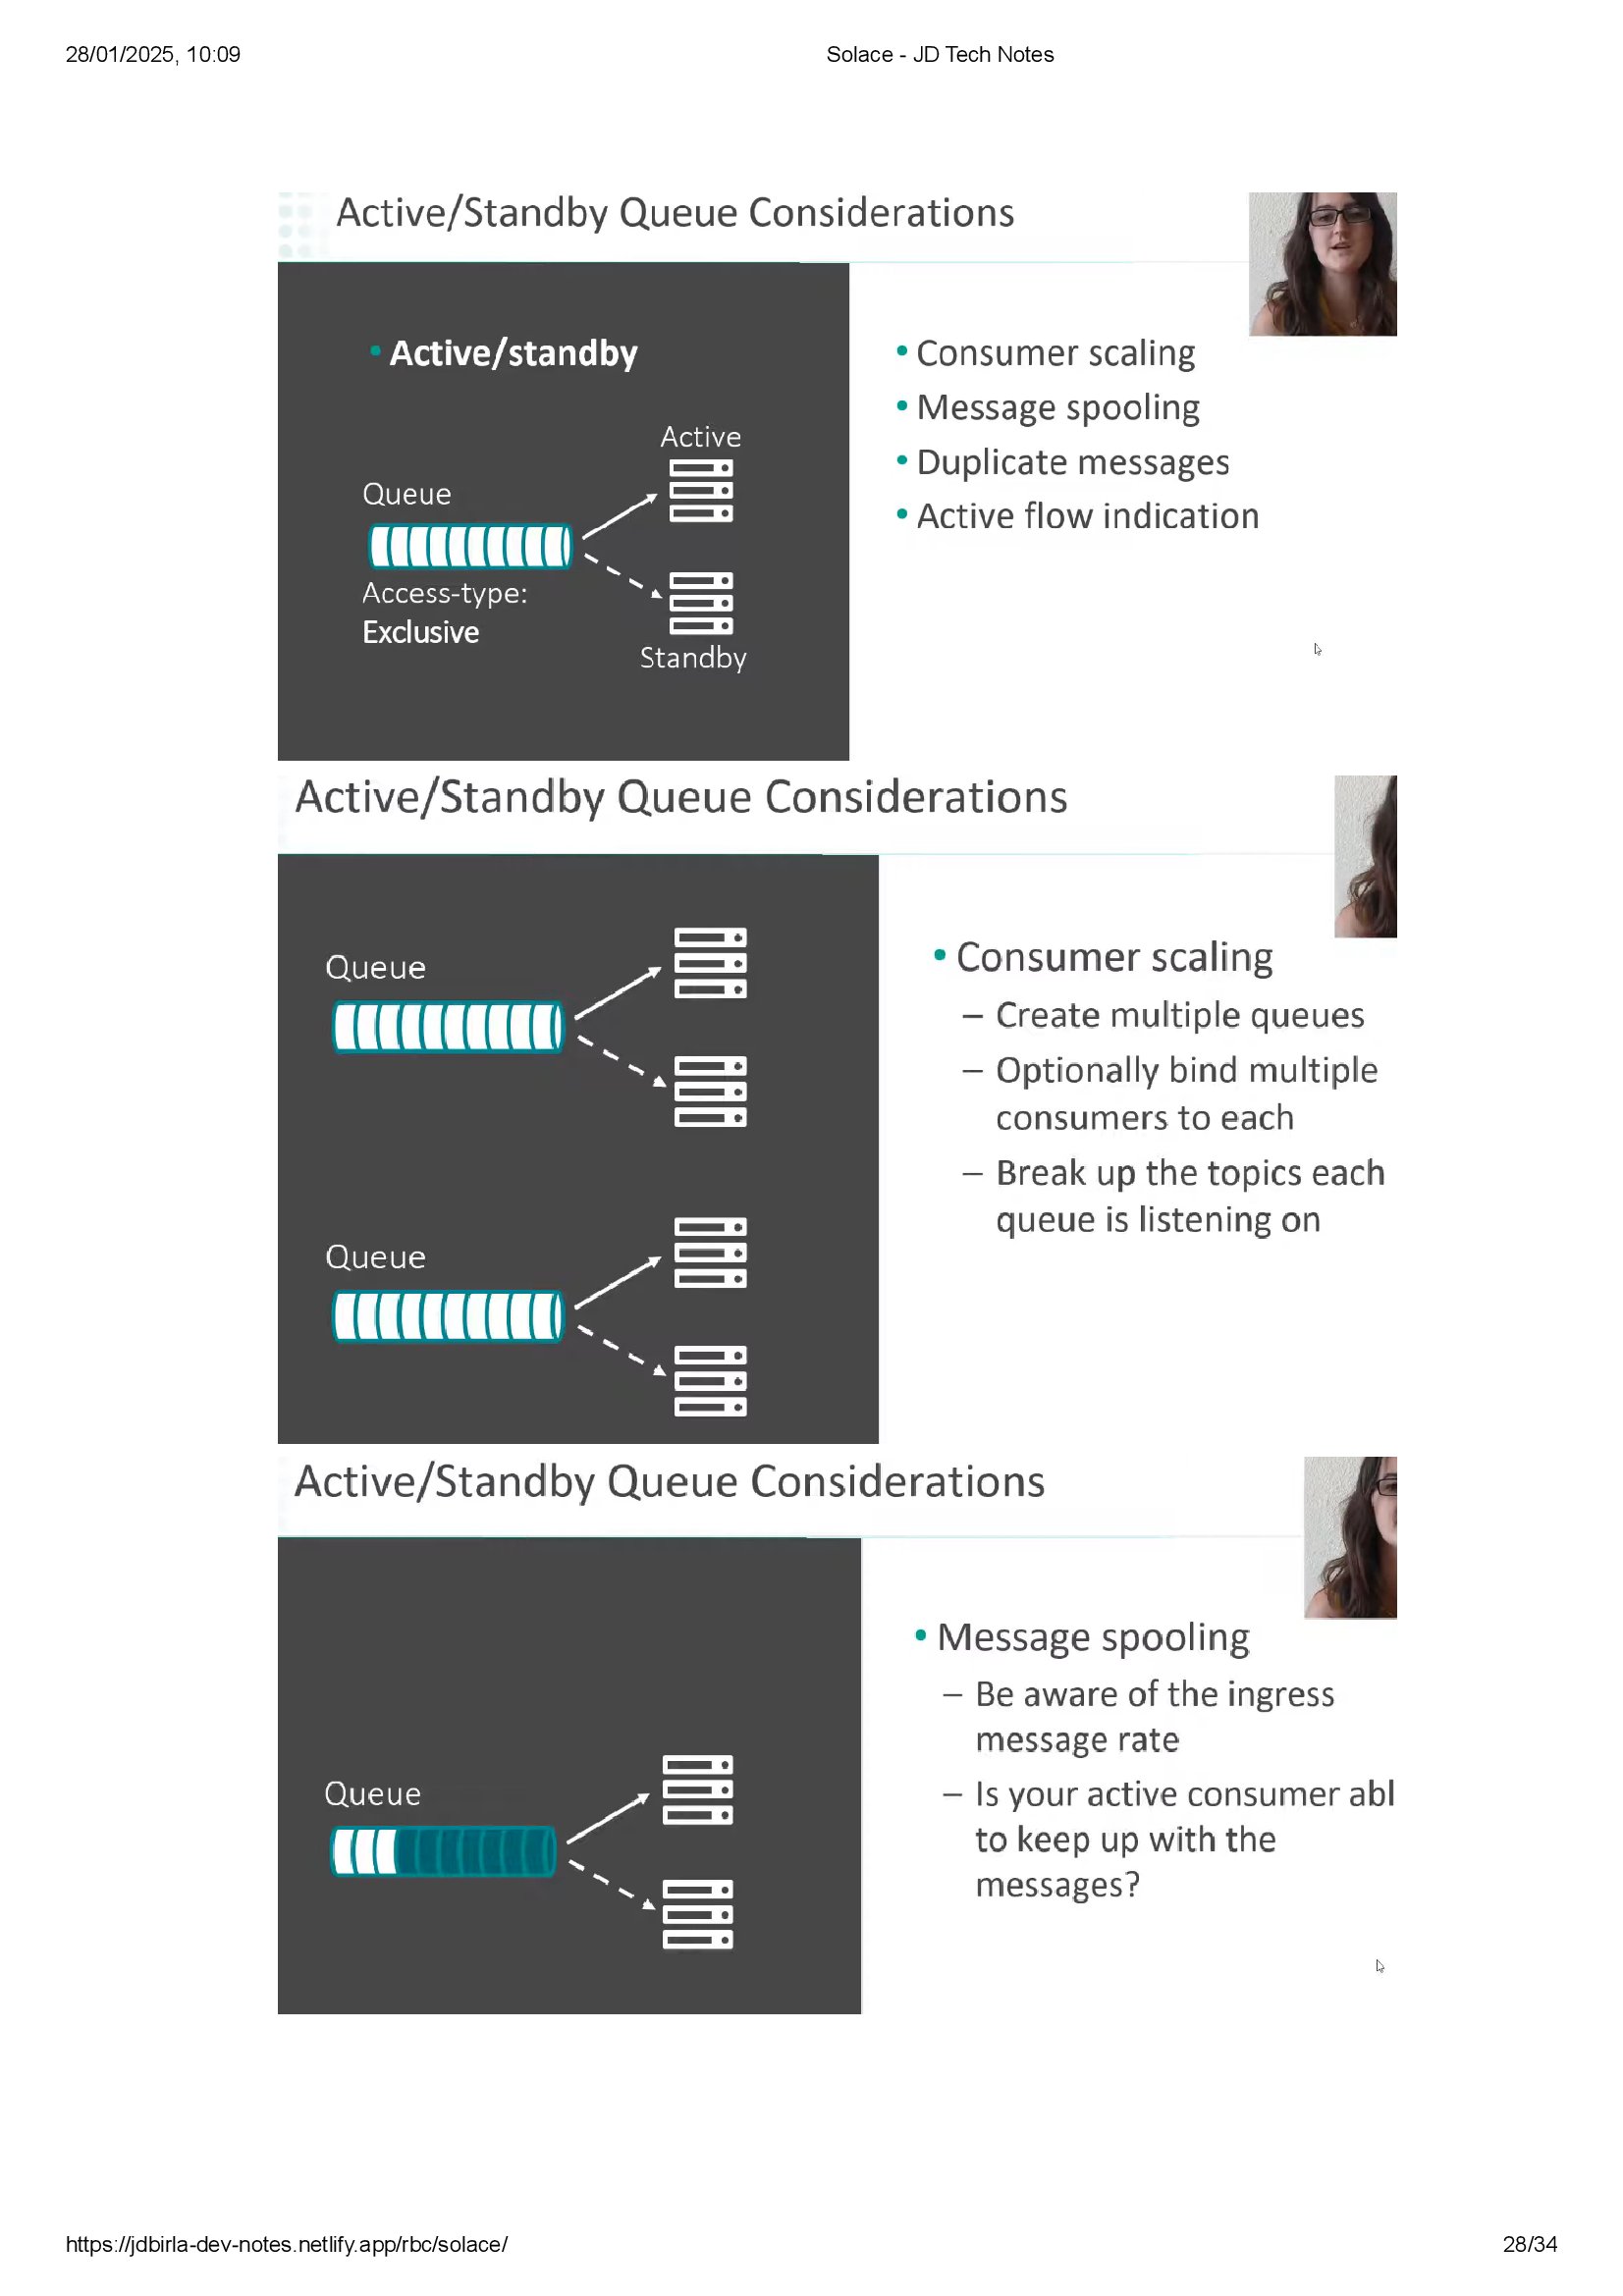 28/01/2025, 10:09
Solace - JD Tech Notes
Active/Standby Queue Considerations
• Active/standby
Active
Queue
Access-type:
Exclusive
Standby
• Consumer scaling
• Message spooling
• Duplicate messages
• Active flow indication
Active/Standby Queue Considerations
Queue
Queue
• Consumer scaling
– Create multiple queues
– Optionally bind multiple
consumers to each
– Break up the topics each
queue is listening on
Active/Standby Queue Considerations
Queue
• Message spooling
– Be aware of the ingress
message rate
– Is your active consumer abl
to keep up with the
messages?
https://jdbirla-dev-notes.netlify.app/rbc/solace/
28/34